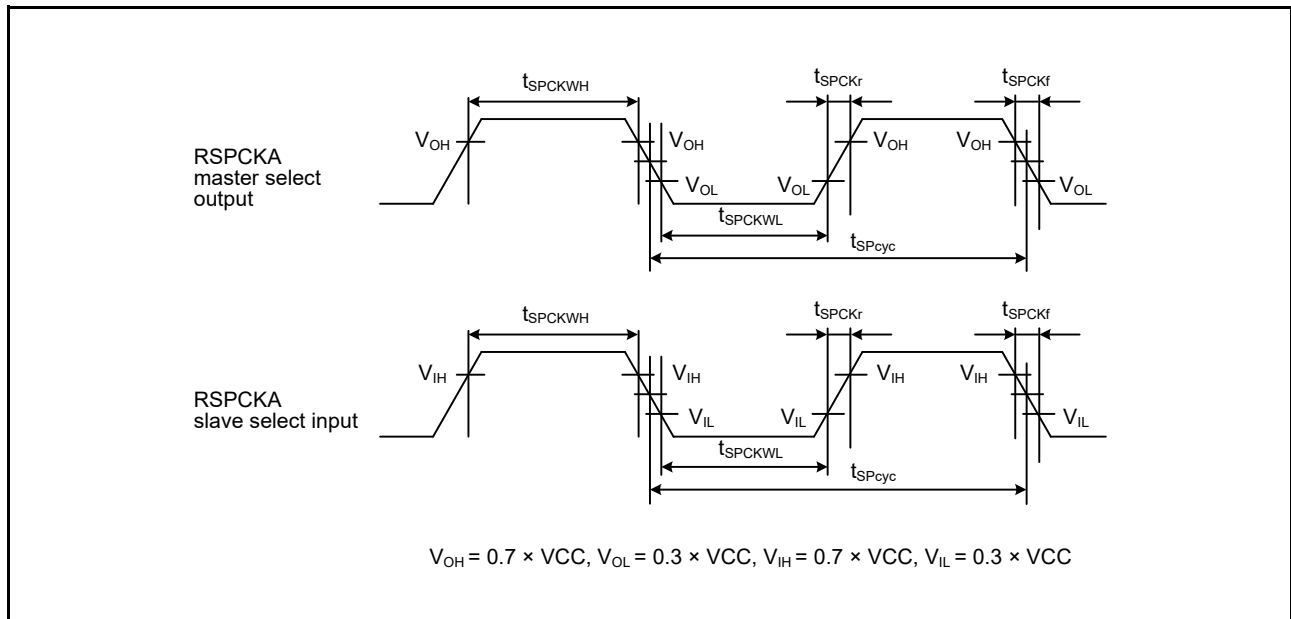 tSPCKWH
tSPCKr
tSPCKf
VOH
VOH
VOH
VOH
RSPCKA
master select
output
VOL
VOL
VOL
tSPCKWL
tSPcyc
tSPCKWH
tSPCKr
tSPCKf
VIH
VIH
VIH
VIH
RSPCKA
slave select input
VIL
VIL
VIL
tSPCKWL
tSPcyc
VOH = 0.7 × VCC, VOL = 0.3 × VCC, VIH = 0.7 × VCC, VIL = 0.3 × VCC